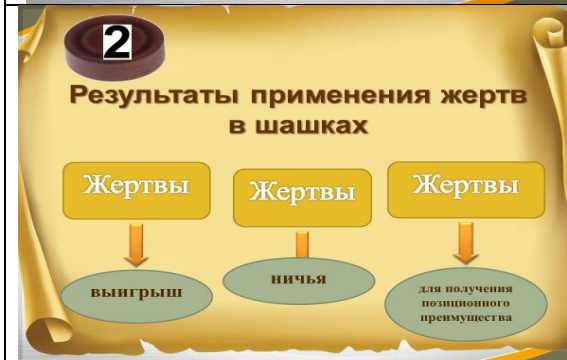 2
Результаты применения жертв
в шашках
Жертвы
Жертвы
Жертвы
выигрыш
ничья
для получения
позиционного
преимущества